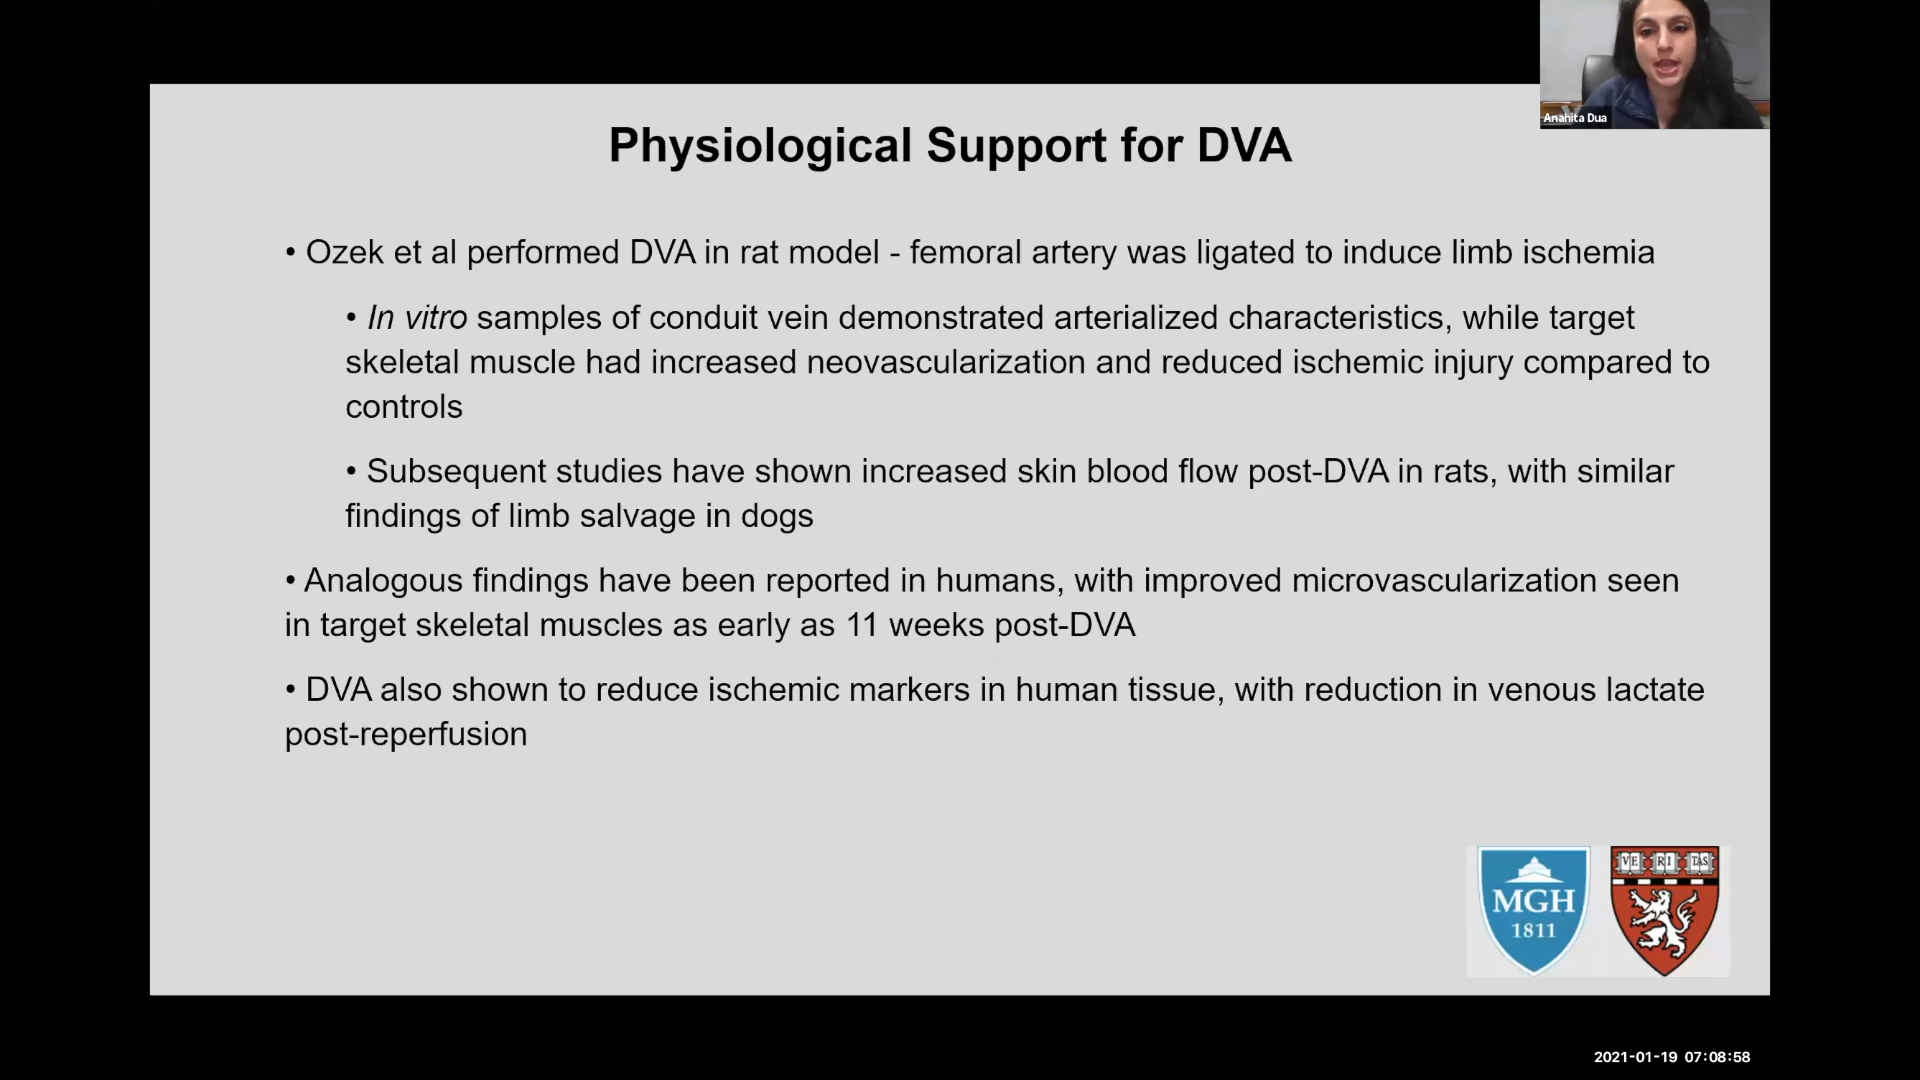 Anahita Dua
Physiological Support for DVA
• Ozek et al performed DVA in rat model - femoral artery was ligated to induce limb ischemia
• In vitro samples of conduit vein demonstrated arterialized characteristics, while target
skeletal muscle had increased neovascularization and reduced ischemic injury compared to
controls
• Subsequent studies have shown increased skin blood flow post-DVA in rats, with similar
findings of limb salvage in dogs
• Analogous findings have been reported in humans, with improved microvascularization seen
in target skeletal muscles as early as 11 weeks post-DVA
• DVA also shown to reduce ischemic markers in human tissue, with reduction in venous lactate
post-reperfusion
MGH
1811
VE RI TAS
2021-01-19 07:08:58